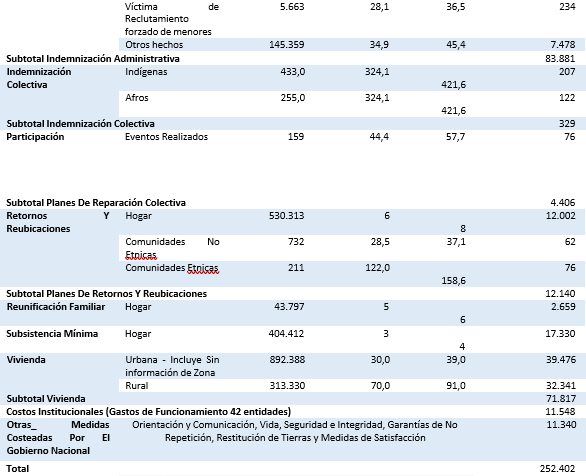 Víctima de 5.663 28,1 36,5 234
Reclutamiento
forzado de menores
Otros hechos 145.359 34,9 45,4 7.478
Subtotal Indemnización Administrativa 83.881
Indemnización Indígenas 433,0 324,1 207
Colectiva 421,6
Afros 255,0 324,1 122
421,6
Subtotal Indemnización Colectiva 329
Participación Eventos Realizados 159 44,4 57,7 76
Subtotal Planes De Reparación Colectiva 4.406
Retornos Y Hogar 530.313 6 12.002
Reubicaciones 8
Comunidades No 732 28,5 37,1 62
Etnicas
Comunidades Etnicas 211 122,0 76
158,6
Subtotal Planes De Retornos Y Reubicaciones 12.140
Reunificación Familiar Hogar 43.797 5 2.659
6
Subsistencia Mínima Hogar 404.412 3 17.330
4
Vivienda Urbana - Incluye Sin 892.388 30,0 39,0 39.476
información de Zona
Rural 313.330 70,0 91,0 32.341
Subtotal Vivienda 71.817
Costos Institucionales (Gastos de Funcionamiento 42 entidades) 11.548
Otras_ Medidas Orientación y Comunicación, Vida, Seguridad e Integridad, Garantías de No 11.340
Costeadas Por El Repetición, Restitución de Tierras y Medidas de Satisfacción
Gobierno Nacional
Total 252.402